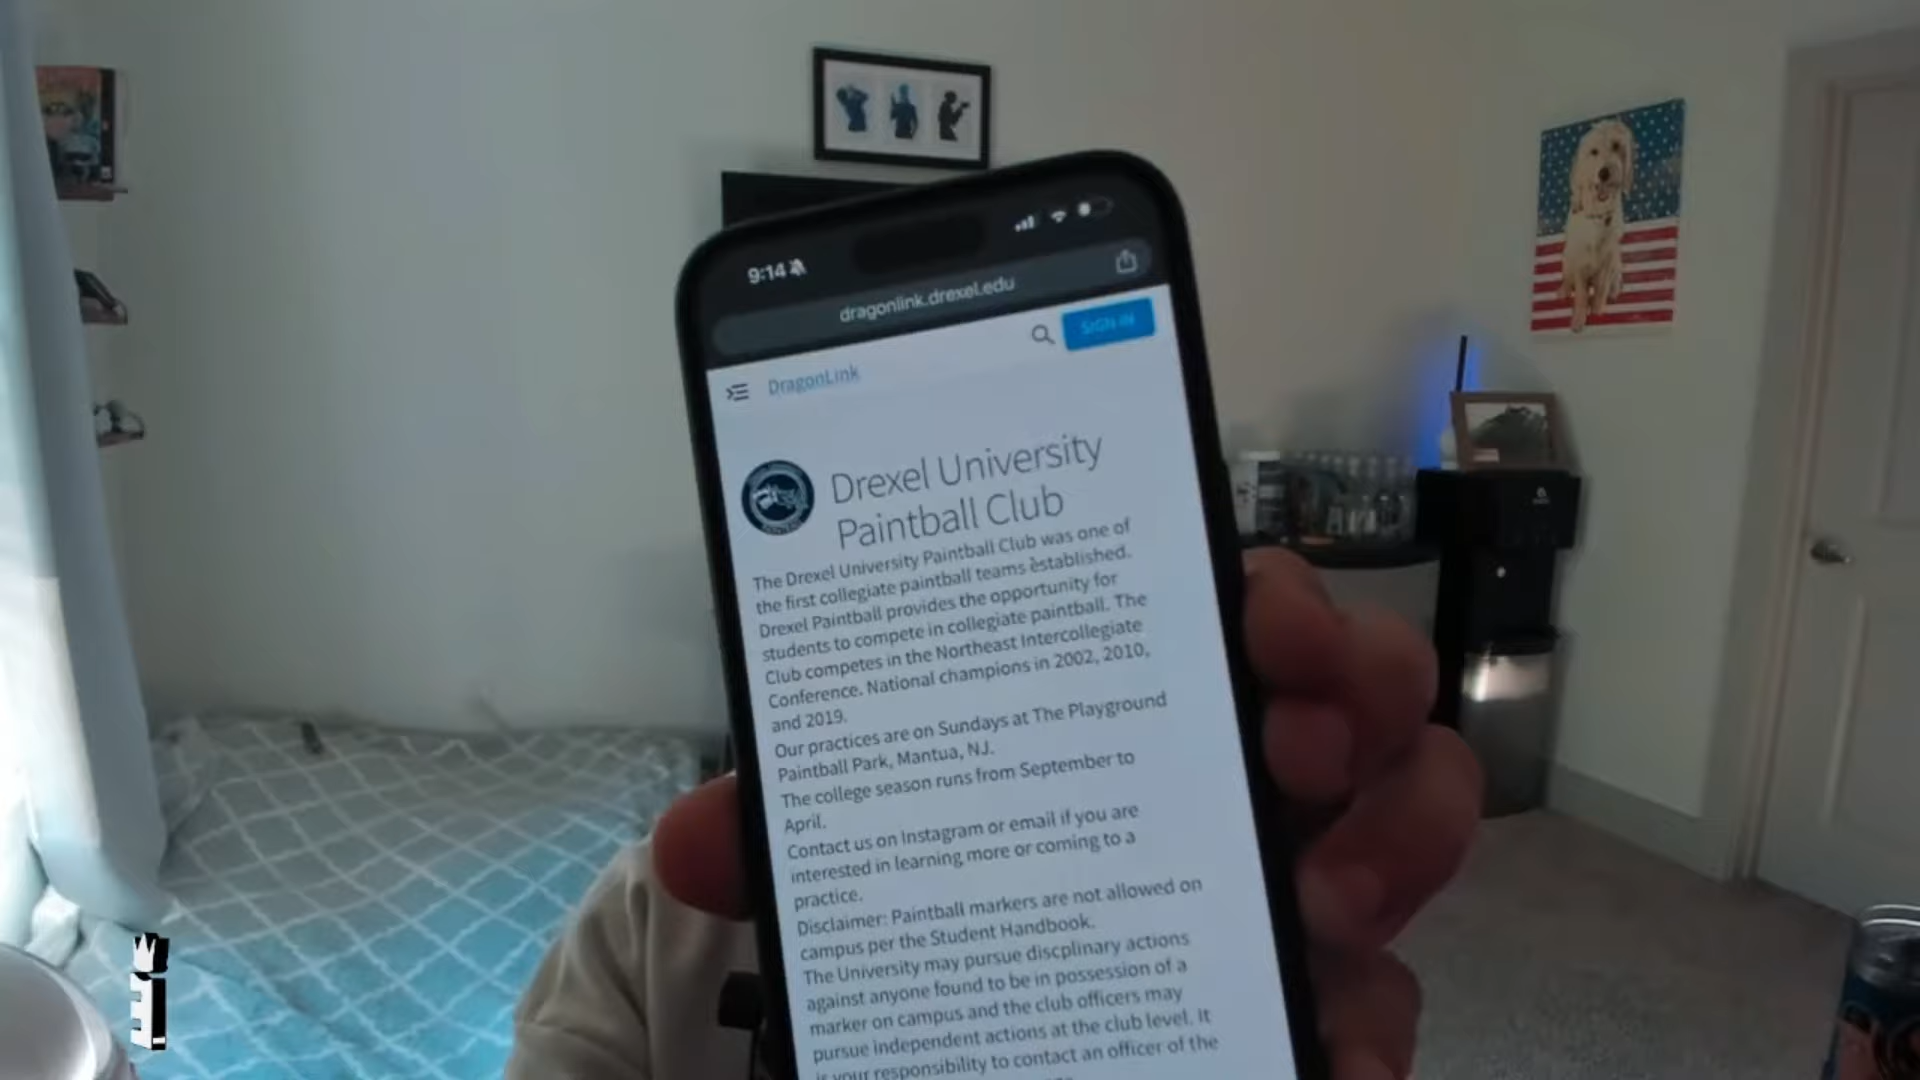 9:14
dragonlink.drexel.edu
SIGN IN
DragonLink
Drexel University
Paintball Club
The Drexel University Paintball Club was one of
the first collegiate paintball teams èstablished.
Drexel Paintball provides the opportunity for
students to compete in collegiate paintball. The
Club competes in the Northeast Intercollegiate
Conference. National champions in 2002, 2010,
and 2019.
Our practices are on Sundays at The Playground
Paintball Park, Mantua, NJ.
The college season runs from September to
April.
Contact us on Instagram or email if you are
interested in learning more or coming to a
practice.
Disclaimer: Paintball markers are not allowed on
campus per the Student Handbook.
The University may pursue discplinary actions
against anyone found to be in possession of a
marker on campus and the club officers may
pursue independent actions at the club level. It
is your responsibility to contact an officer of the